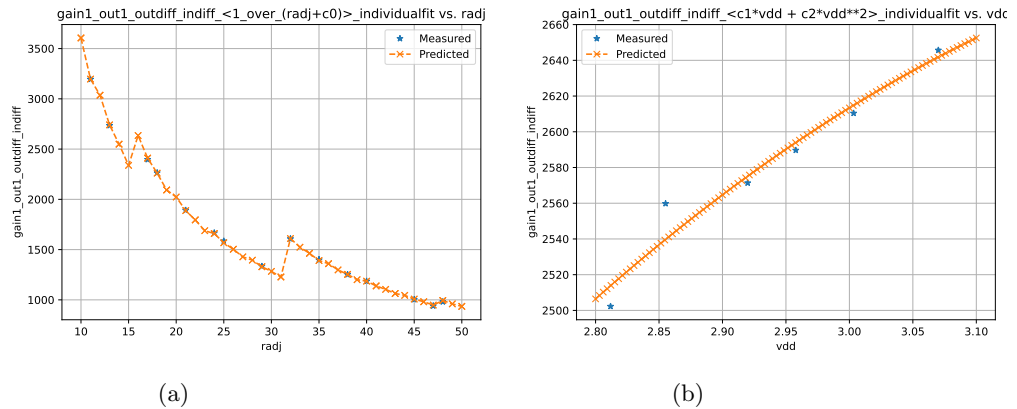 gain1_out1_outdiff_indiff_<1_over_(radj+c0)>_individualfit vs. radj
Measured
Predicted
3500
3000
2500
2000
1500
1000
gain1_out1_outdiff_indiff
10 15 20 25 30 35 40 45 50
radj
(a)
gain1_out1_outdiff_indiff_<c1*vdd + c2*vdd**2>_individualfit vs. vdc
Measured
Predicted
2660
2640
2620
2600
2580
2560
2540
2520
2500
gain1_out1_outdiff_indiff
2.80 2.85 2.90 2.95 3.00 3.05 3.10
vdd
(b)